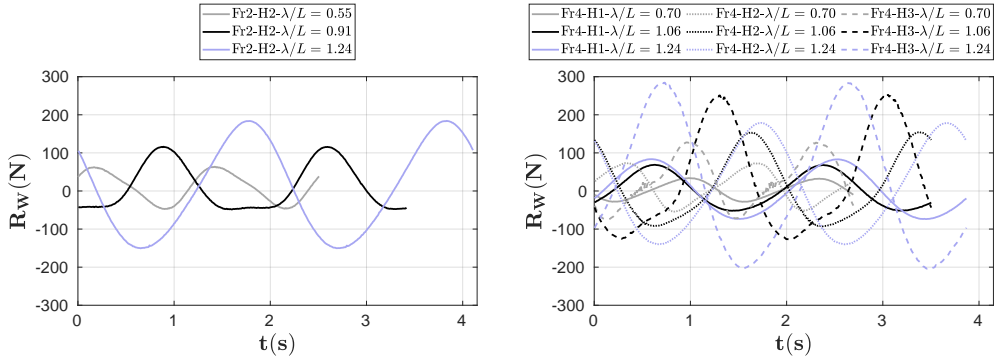 Fr2-H2-λ/L = 0.55
Fr2-H2-λ/L = 0.91
Fr2-H2-λ/L = 1.24
300
200
100
0
-100
-200
-300
R_W(N)
0 1 2 3 4
t(s)
Fr4-H1-λ/L = 0.70 Fr4-H2-λ/L = 0.70 Fr4-H3-λ/L = 0.70
Fr4-H1-λ/L = 1.06 Fr4-H2-λ/L = 1.06 Fr4-H3-λ/L = 1.06
Fr4-H1-λ/L = 1.24 Fr4-H2-λ/L = 1.24 Fr4-H3-λ/L = 1.24
300
200
100
0
-100
-200
-300
R_W(N)
0 1 2 3 4
t(s)